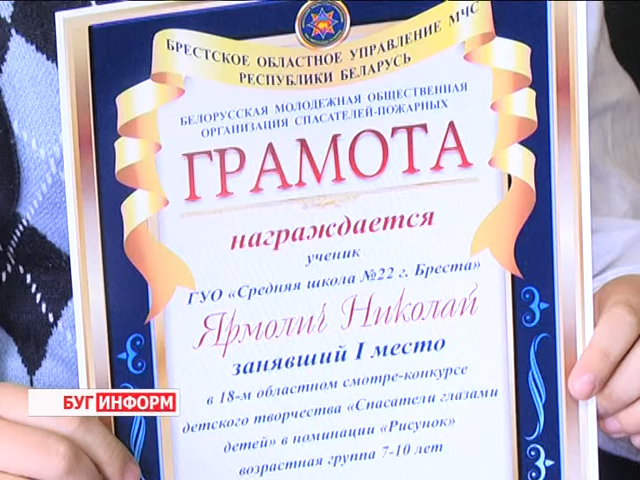 БРЕСТСКОЕ ОБЛАСТНОЕ УПРАВЛЕНИЕ МЧС
РЕСПУБЛИКИ БЕЛАРУСЬ
БЕЛОРУССКАЯ МОЛОДЕЖНАЯ ОБЩЕСТВЕННАЯ
ОРГАНИЗАЦИЯ СПАСАТЕЛЕЙ-ПОЖАРНЫХ
ГРАМОТА
награждается
ученик
ГУО «Средняя школа №22 г. Бреста»
Ярмолич Николай
занявший I место
в 18-м областном смотре-конкурсе
детского творчества «Спасатели глазами
детей» в номинации «Рисунок»
возрастная группа 7-10 лет
БУГ ИНФОРМ